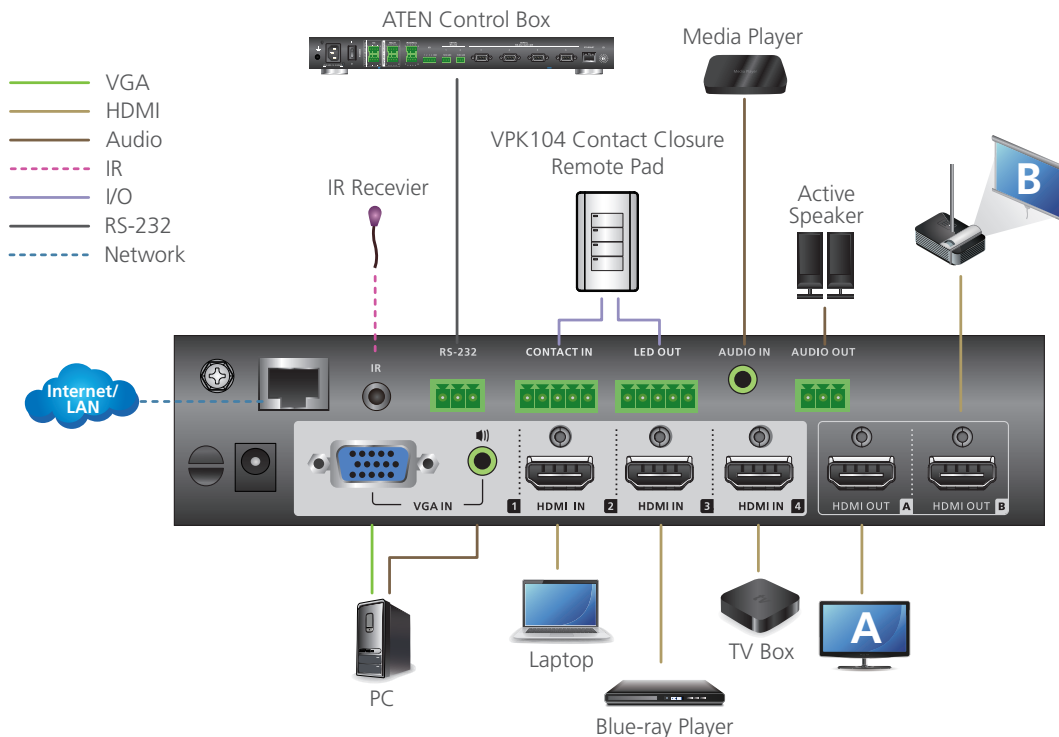 ATEN Control Box
Media Player
VGA
HDMI
Audio
IR
I/O
RS-232
Network
IR Recevier
VPK104 Contact Closure
Remote Pad
Active
Speaker
B
Internet/
LAN
IR
RS-232
CONTACT IN
LED OUT
AUDIO IN
AUDIO OUT
VGA IN
1
HDMI IN
2
HDMI IN
3
HDMI IN
4
HDMI OUT
A
HDMI OUT
B
PC
Laptop
Blue-ray Player
TV Box
A